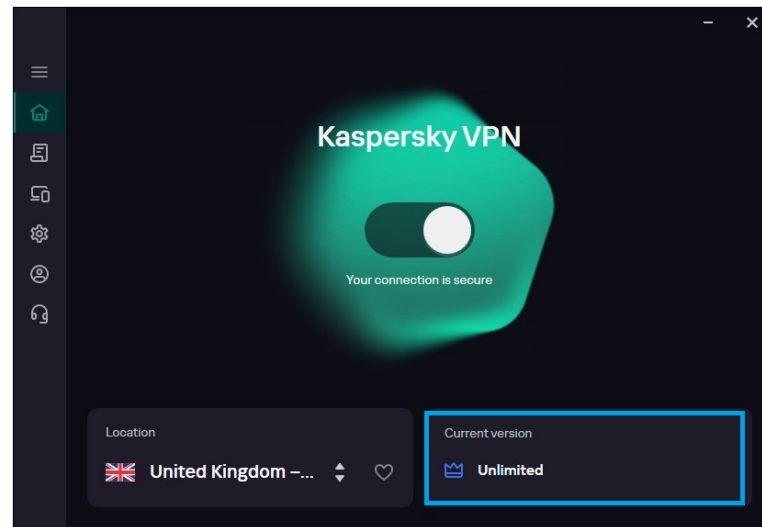 Kaspersky VPN
Your connection is secure
Location
United Kingdom –...
Current version
Unlimited